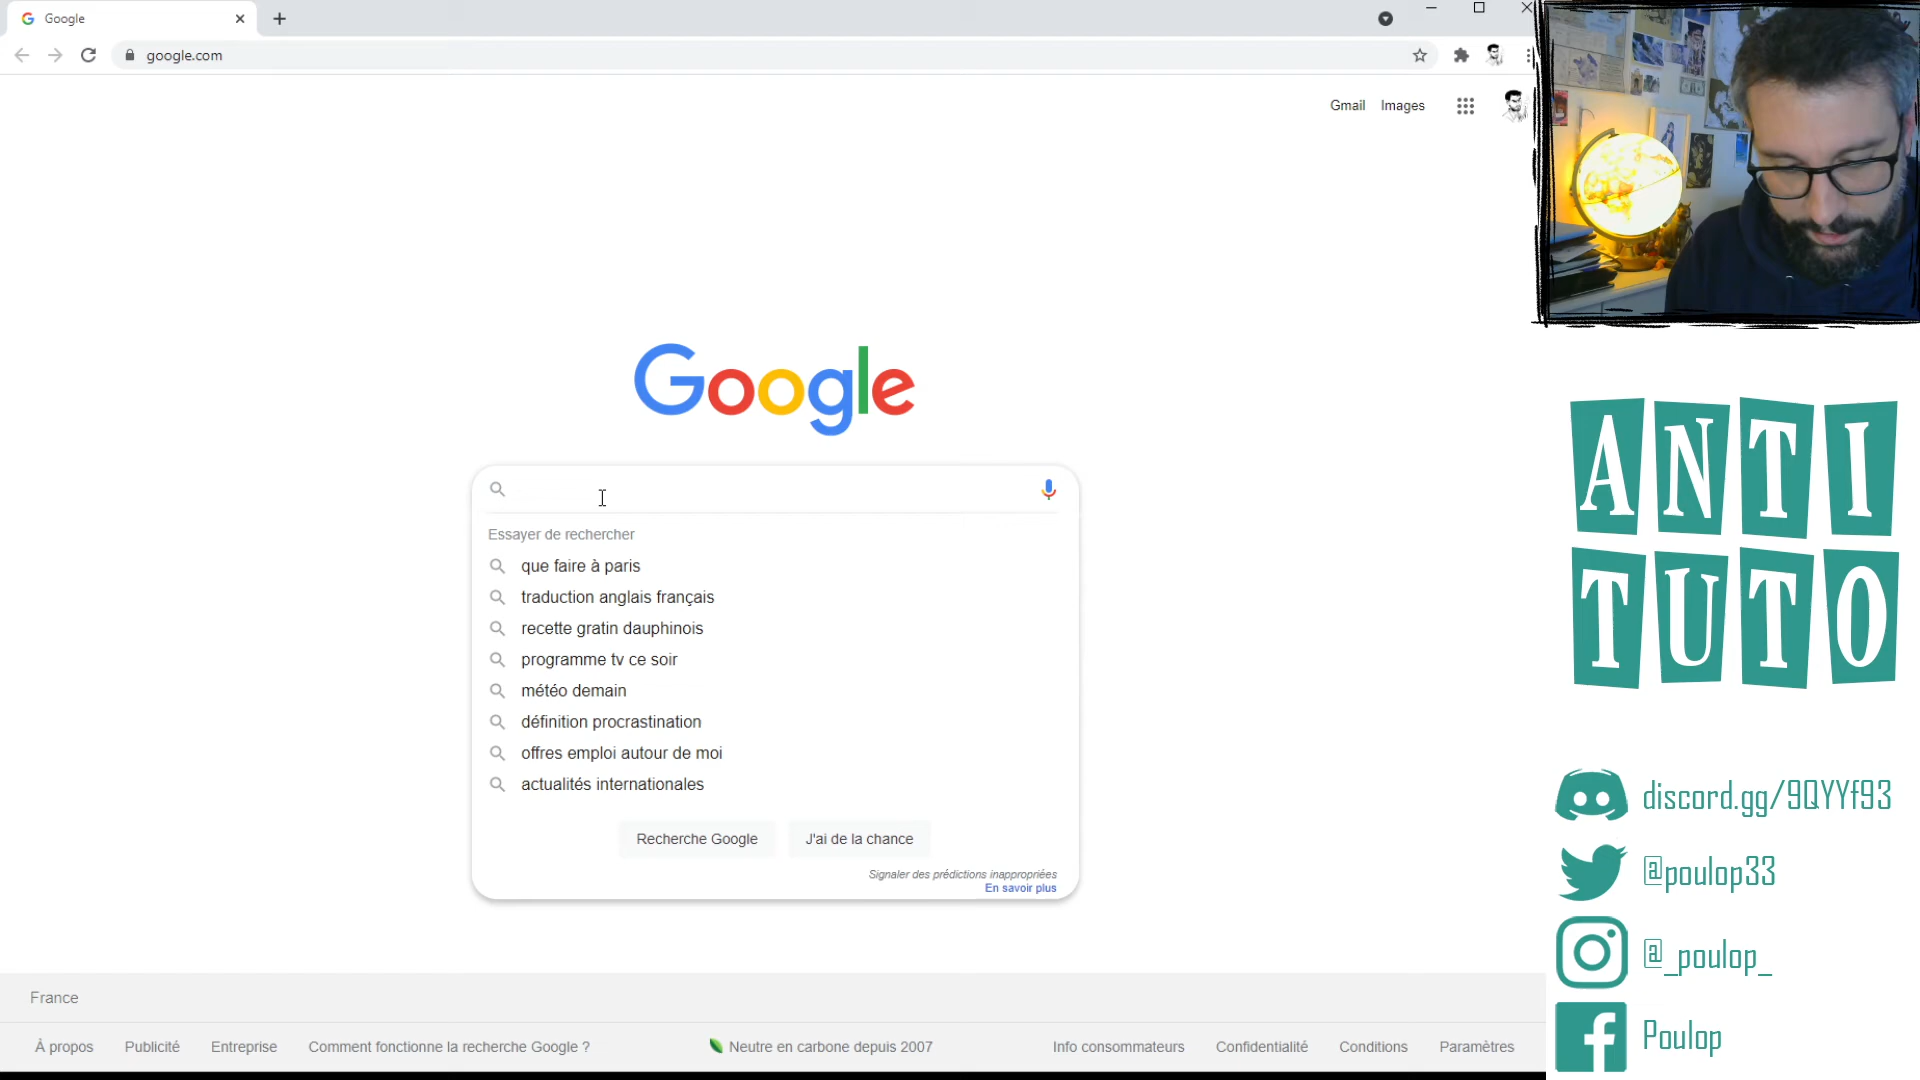 Google
google.com
Gmail Images
Google
Essayer de rechercher
que faire à paris
traduction anglais français
recette gratin dauphinois
programme tv ce soir
météo demain
définition procrastination
offres emploi autour de moi
actualités internationales
Recherche Google J'ai de la chance
Signaler des prédictions inappropriées
En savoir plus
France
À propos Publicité Entreprise Comment fonctionne la recherche Google ? Neutre en carbone depuis 2007 Info consommateurs Confidentialité Conditions Paramètres
ANTI
TUTO
discord.gg/9QYYf93
@poulop33
@_poulop_
Poulop